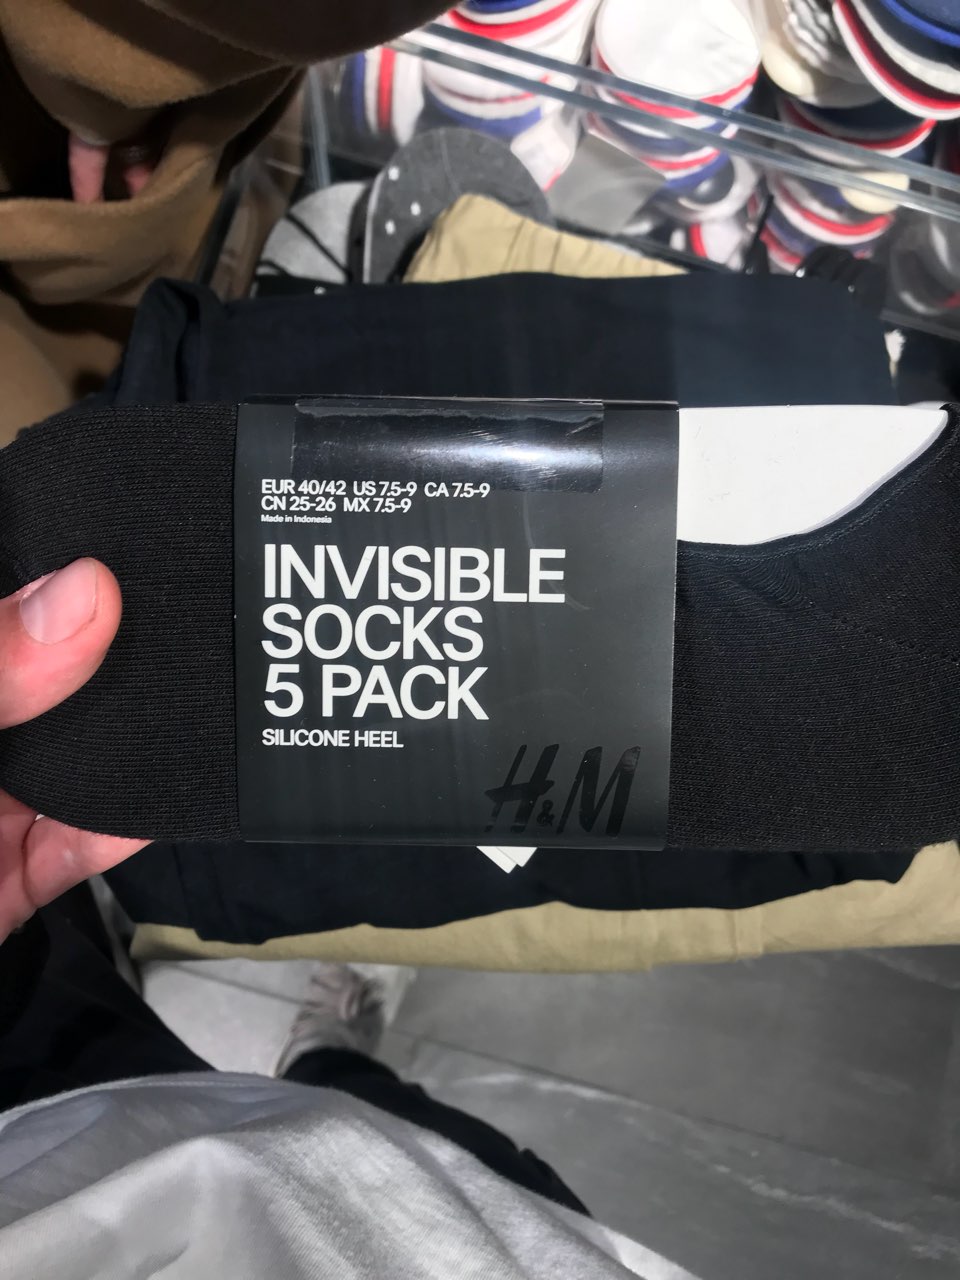 EUR 40/42 US 7.5-9 CA 7.5-9
CN 25-26 MX 7.5-9
Made in Indonesia
INVISIBLE
SOCKS
5 PACK
SILICONE HEEL
H&M